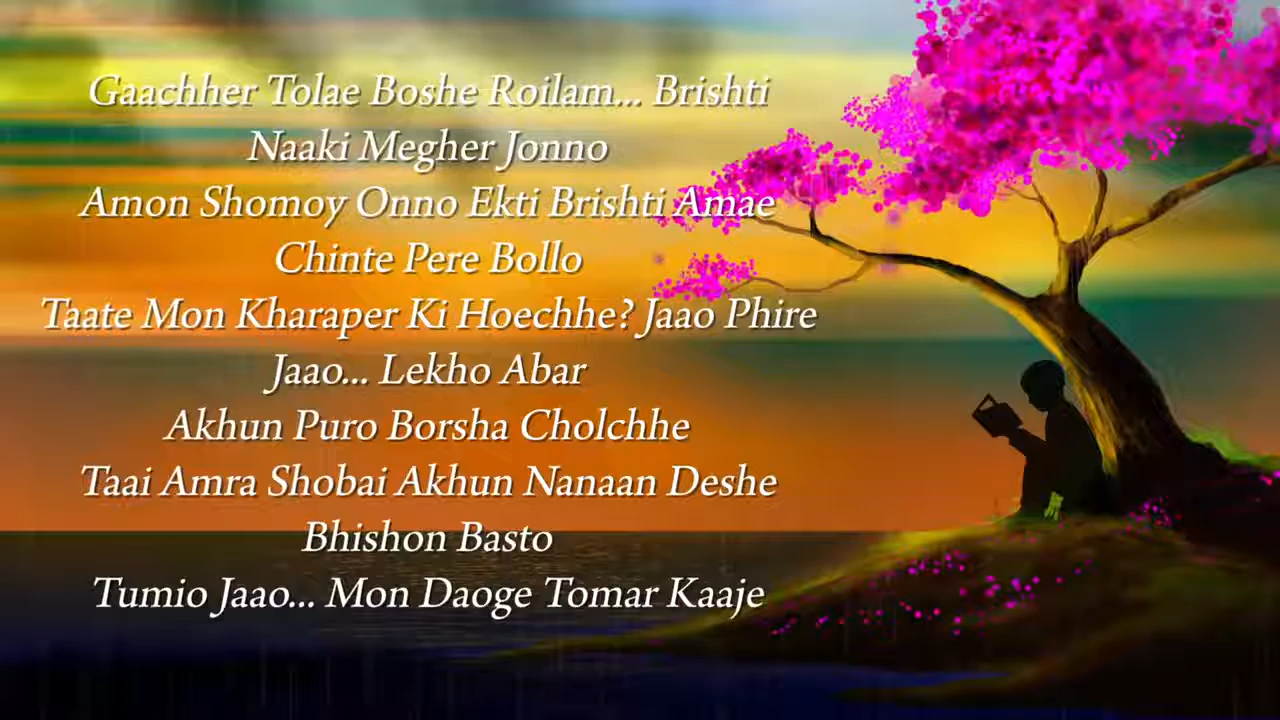 Gaachher Tolae Boshe Roilam... Brishti
Naaki Megher Jonno
Amon Shomoy Onno Ekti Brishti Amae
Chinte Pere Bollo
Taate Mon Kharaper Ki Hoechhe? Jaao Phire
Jaao... Lekho Abar
Akhun Puro Borsha Cholchhe
Taai Amra Shobai Akhun Nanaan Deshe
Bhishon Basto
Tumio Jaao... Mon Daoge Tomar Kaaje